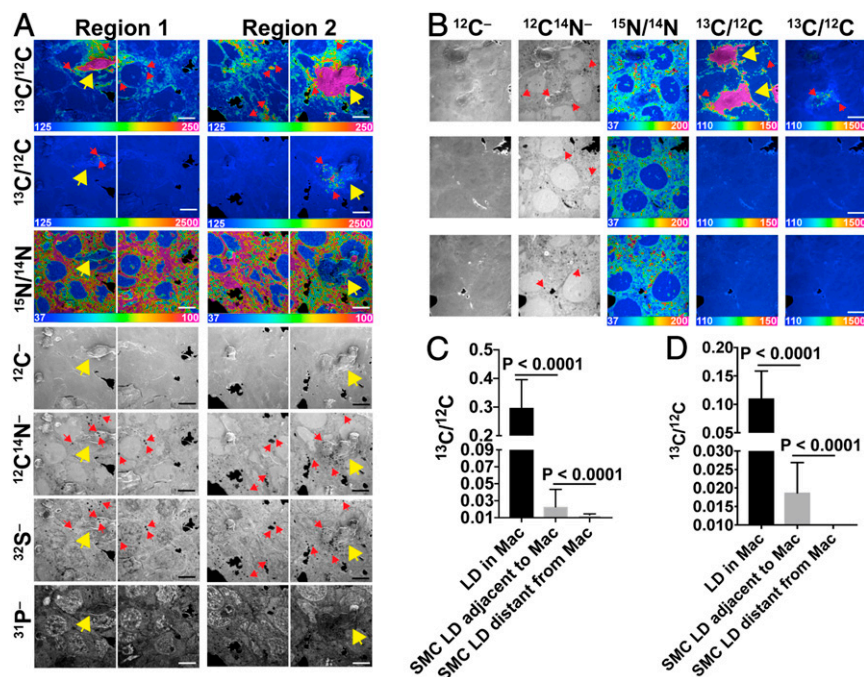 A
Region 1
Region 2
¹³C/¹²C
125 250 125 250
¹³C/¹²C
125 2500 125 2500
¹⁵N/¹⁴N
37 100 37 100
¹²C⁻
¹²C¹⁴N⁻
³²S⁻
³¹P⁻
B
¹²C⁻ ¹²C¹⁴N⁻ ¹⁵N/¹⁴N ¹³C/¹²C ¹³C/¹²C
37 200 110 150 110 1500
37 200 110 150 110 1500
37 200 110 150 110 1500
C
¹³C/¹²C
0.5
0.4
0.3
0.2
0.09
0.07
0.05
0.03
0.01
P < 0.0001
P < 0.0001
LD in Mac
SMC LD adjacent to Mac
SMC LD distant from Mac
D
¹³C/¹²C
0.20
0.15
0.10
0.05
0.030
0.025
0.020
0.015
0.010
P < 0.0001
P < 0.0001
LD in Mac
SMC LD adjacent to Mac
SMC LD distant from Mac